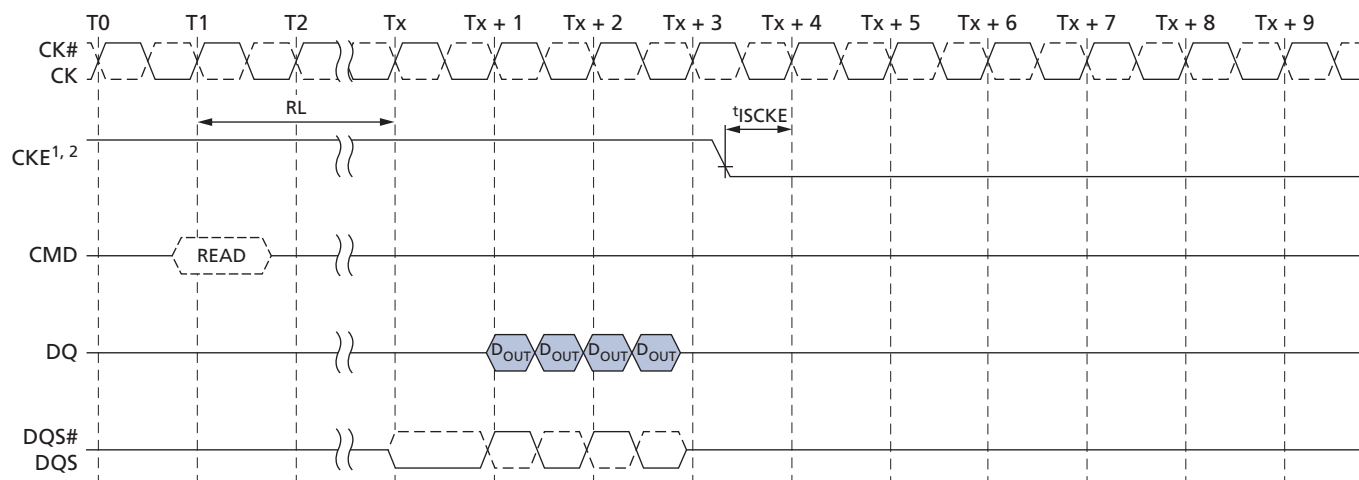 T0 T1 T2 Tx Tx + 1 Tx + 2 Tx + 3 Tx + 4 Tx + 5 Tx + 6 Tx + 7 Tx + 8 Tx + 9
CK#
CK
RL
tISCKE
CKE1, 2
CMD READ
DQ DOUT DOUT DOUT DOUT
DQS#
DQS